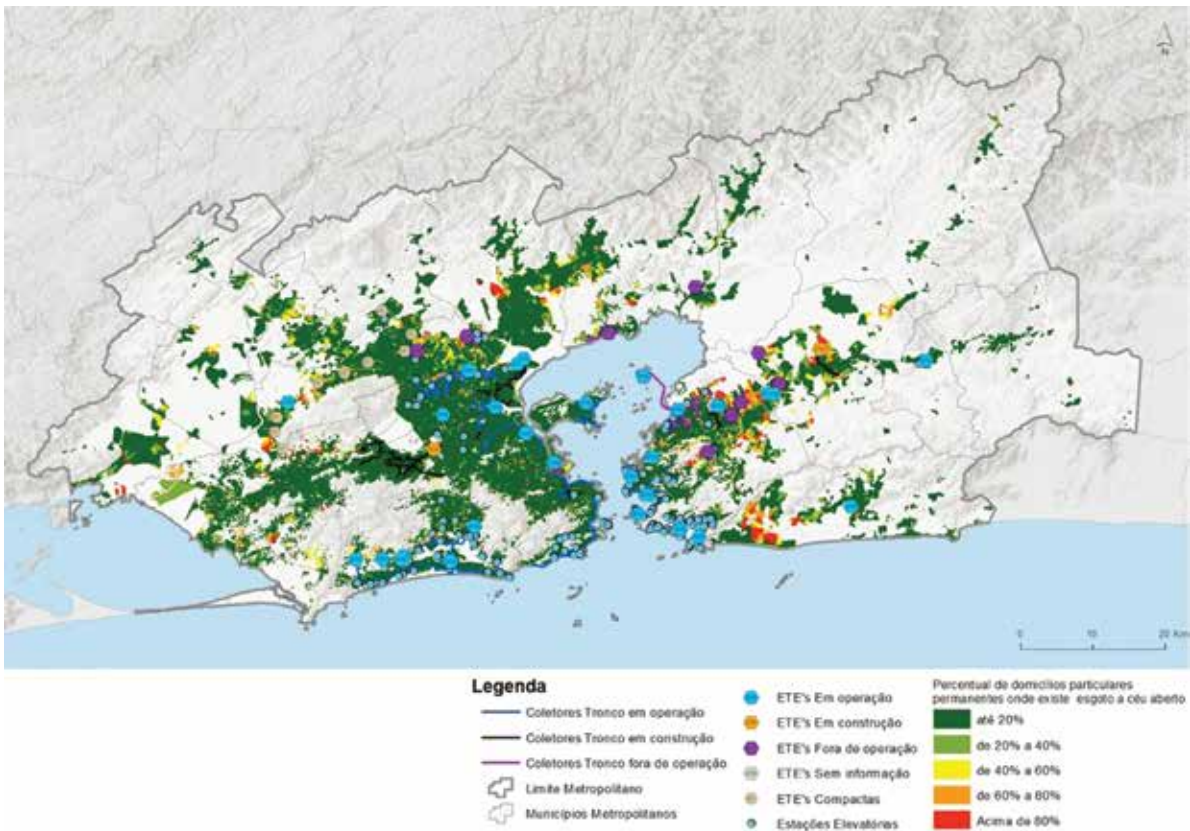 N
0 10 20 Km
Legenda
Coletores Tronco em operação
Coletores Tronco em construção
Coletores Tronco fora de operação
Limite Metropolitano
Municípios Metropolitanos
ETE's Em operação
ETE's Em construção
ETE's Fora de operação
ETE's Sem informação
ETE's Compactas
Estações Elevatórias
Percentual de domicílios particulares
permanentes onde existe esgoto a céu aberto
até 20%
de 20% a 40%
de 40% a 60%
de 60% a 80%
Acima de 80%